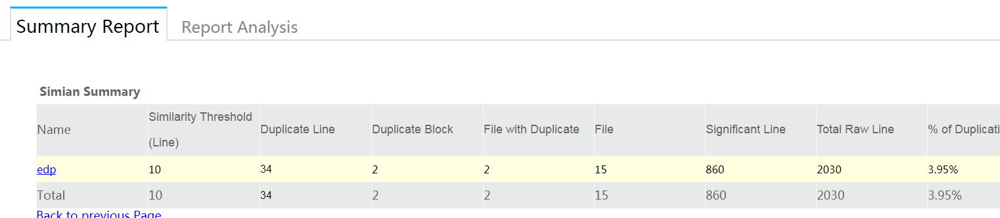 Summary Report Report Analysis
Simian Summary
Name Similarity Threshold (Line) Duplicate Line Duplicate Block File with Duplicate File Significant Line Total Raw Line % of Duplicati
edp 10 34 2 2 15 860 2030 3.95%
Total 10 34 2 2 15 860 2030 3.95%
Back to previous Page